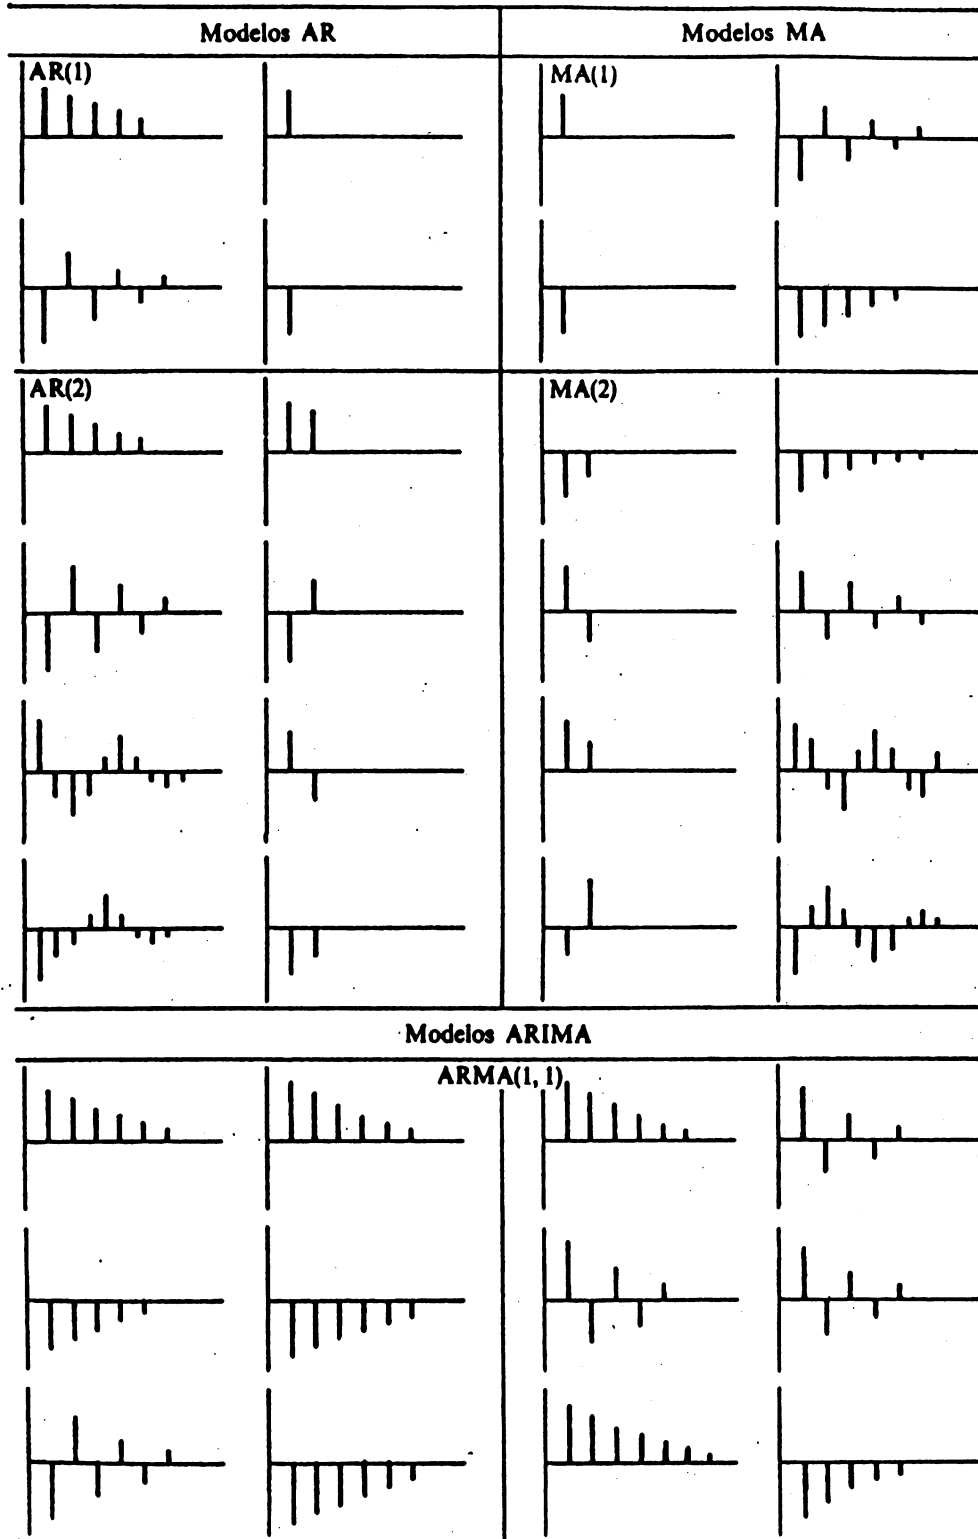 Modelos AR
Modelos MA
AR(1)
MA(1)
AR(2)
MA(2)
Modelos ARIMA
ARMA(1, 1)